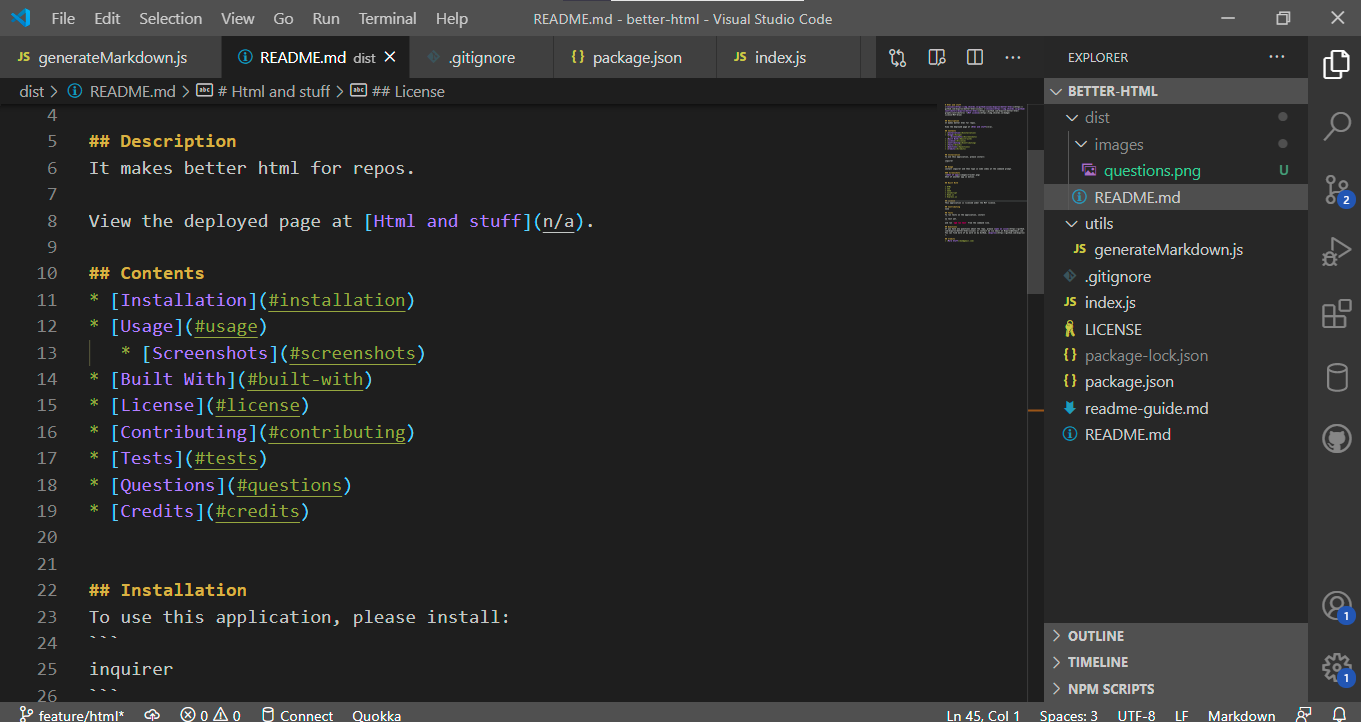 File Edit Selection View Go Run Terminal Help README.md - better-html - Visual Studio Code
JS generateMarkdown.js README.md dist .gitignore {} package.json JS index.js
EXPLORER
dist > README.md > # Html and stuff > ## License
4
5 ## Description
6 It makes better html for repos.
7
8 View the deployed page at [Html and stuff](n/a).
9
10 ## Contents
11 * [Installation](#installation)
12 * [Usage](#usage)
13 * [Screenshots](#screenshots)
14 * [Built With](#built-with)
15 * [License](#license)
16 * [Contributing](#contributing)
17 * [Tests](#tests)
18 * [Questions](#questions)
19 * [Credits](#credits)
20
21
22 ## Installation
23 To use this application, please install:
24 ```
25 inquirer
26 ```
BETTER-HTML
dist
images
questions.png U
README.md
utils
JS generateMarkdown.js
.gitignore
JS index.js
LICENSE
{} package-lock.json
{} package.json
readme-guide.md
README.md
OUTLINE
TIMELINE
NPM SCRIPTS
2
1
1
feature/html* 0 0 Connect Quokka Ln 45, Col 1 Spaces: 3 UTF-8 LF Markdown